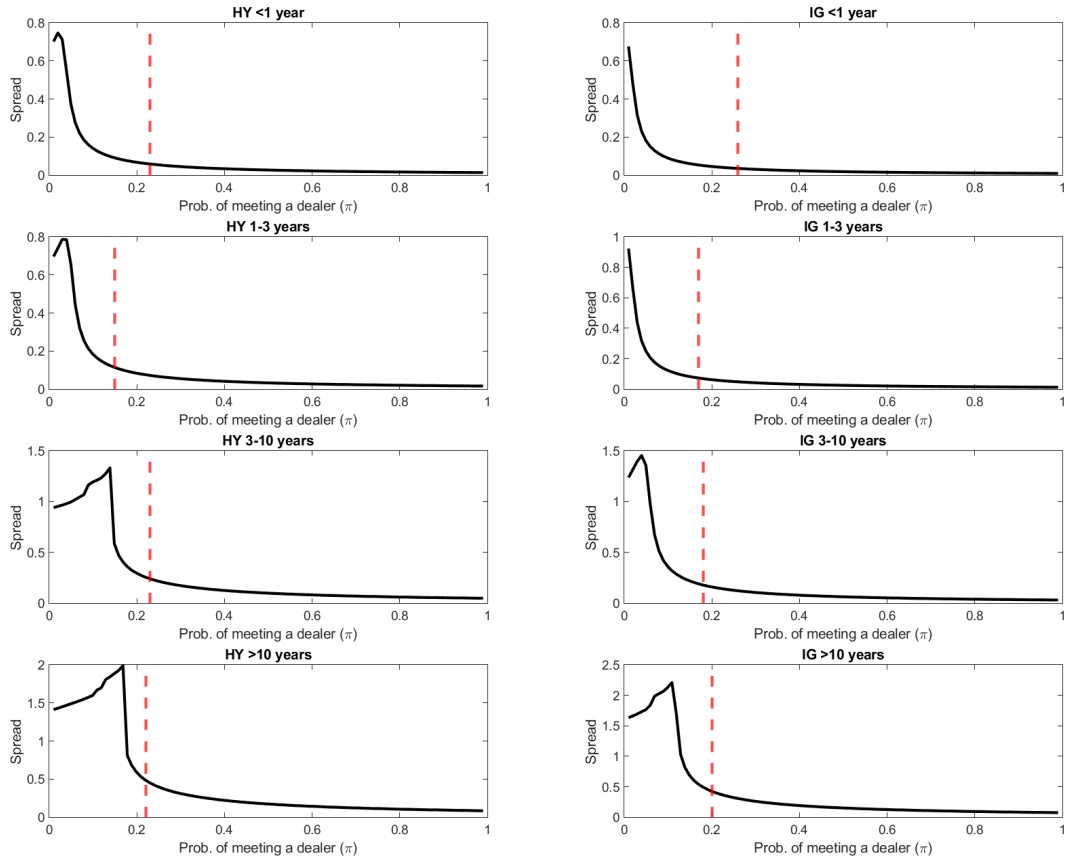 HY <1 year
0.8
0.6
0.4
0.2
0
Spread
0 0.2 0.4 0.6 0.8 1
Prob. of meeting a dealer (π)
IG <1 year
0.8
0.6
0.4
0.2
0
Spread
0 0.2 0.4 0.6 0.8 1
Prob. of meeting a dealer (π)
HY 1-3 years
0.8
0.6
0.4
0.2
0
Spread
0 0.2 0.4 0.6 0.8 1
Prob. of meeting a dealer (π)
IG 1-3 years
1
0.8
0.6
0.4
0.2
0
Spread
0 0.2 0.4 0.6 0.8 1
Prob. of meeting a dealer (π)
HY 3-10 years
1.5
1
0.5
0
Spread
0 0.2 0.4 0.6 0.8 1
Prob. of meeting a dealer (π)
IG 3-10 years
1.5
1
0.5
0
Spread
0 0.2 0.4 0.6 0.8 1
Prob. of meeting a dealer (π)
HY >10 years
2
1.5
1
0.5
0
Spread
0 0.2 0.4 0.6 0.8 1
Prob. of meeting a dealer (π)
IG >10 years
2.5
2
1.5
1
0.5
0
Spread
0 0.2 0.4 0.6 0.8 1
Prob. of meeting a dealer (π)